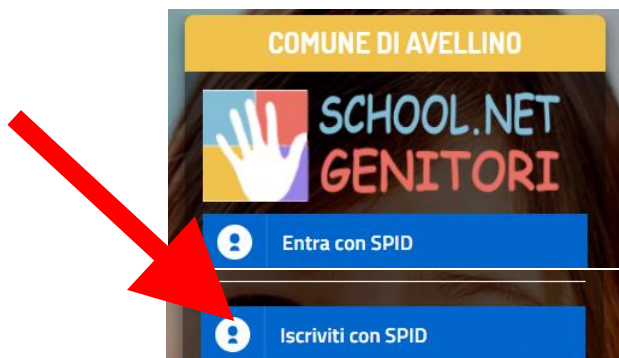 COMUNE DI AVELLINO
SCHOOL.NET
GENITORI
Entra con SPID
Iscriviti con SPID